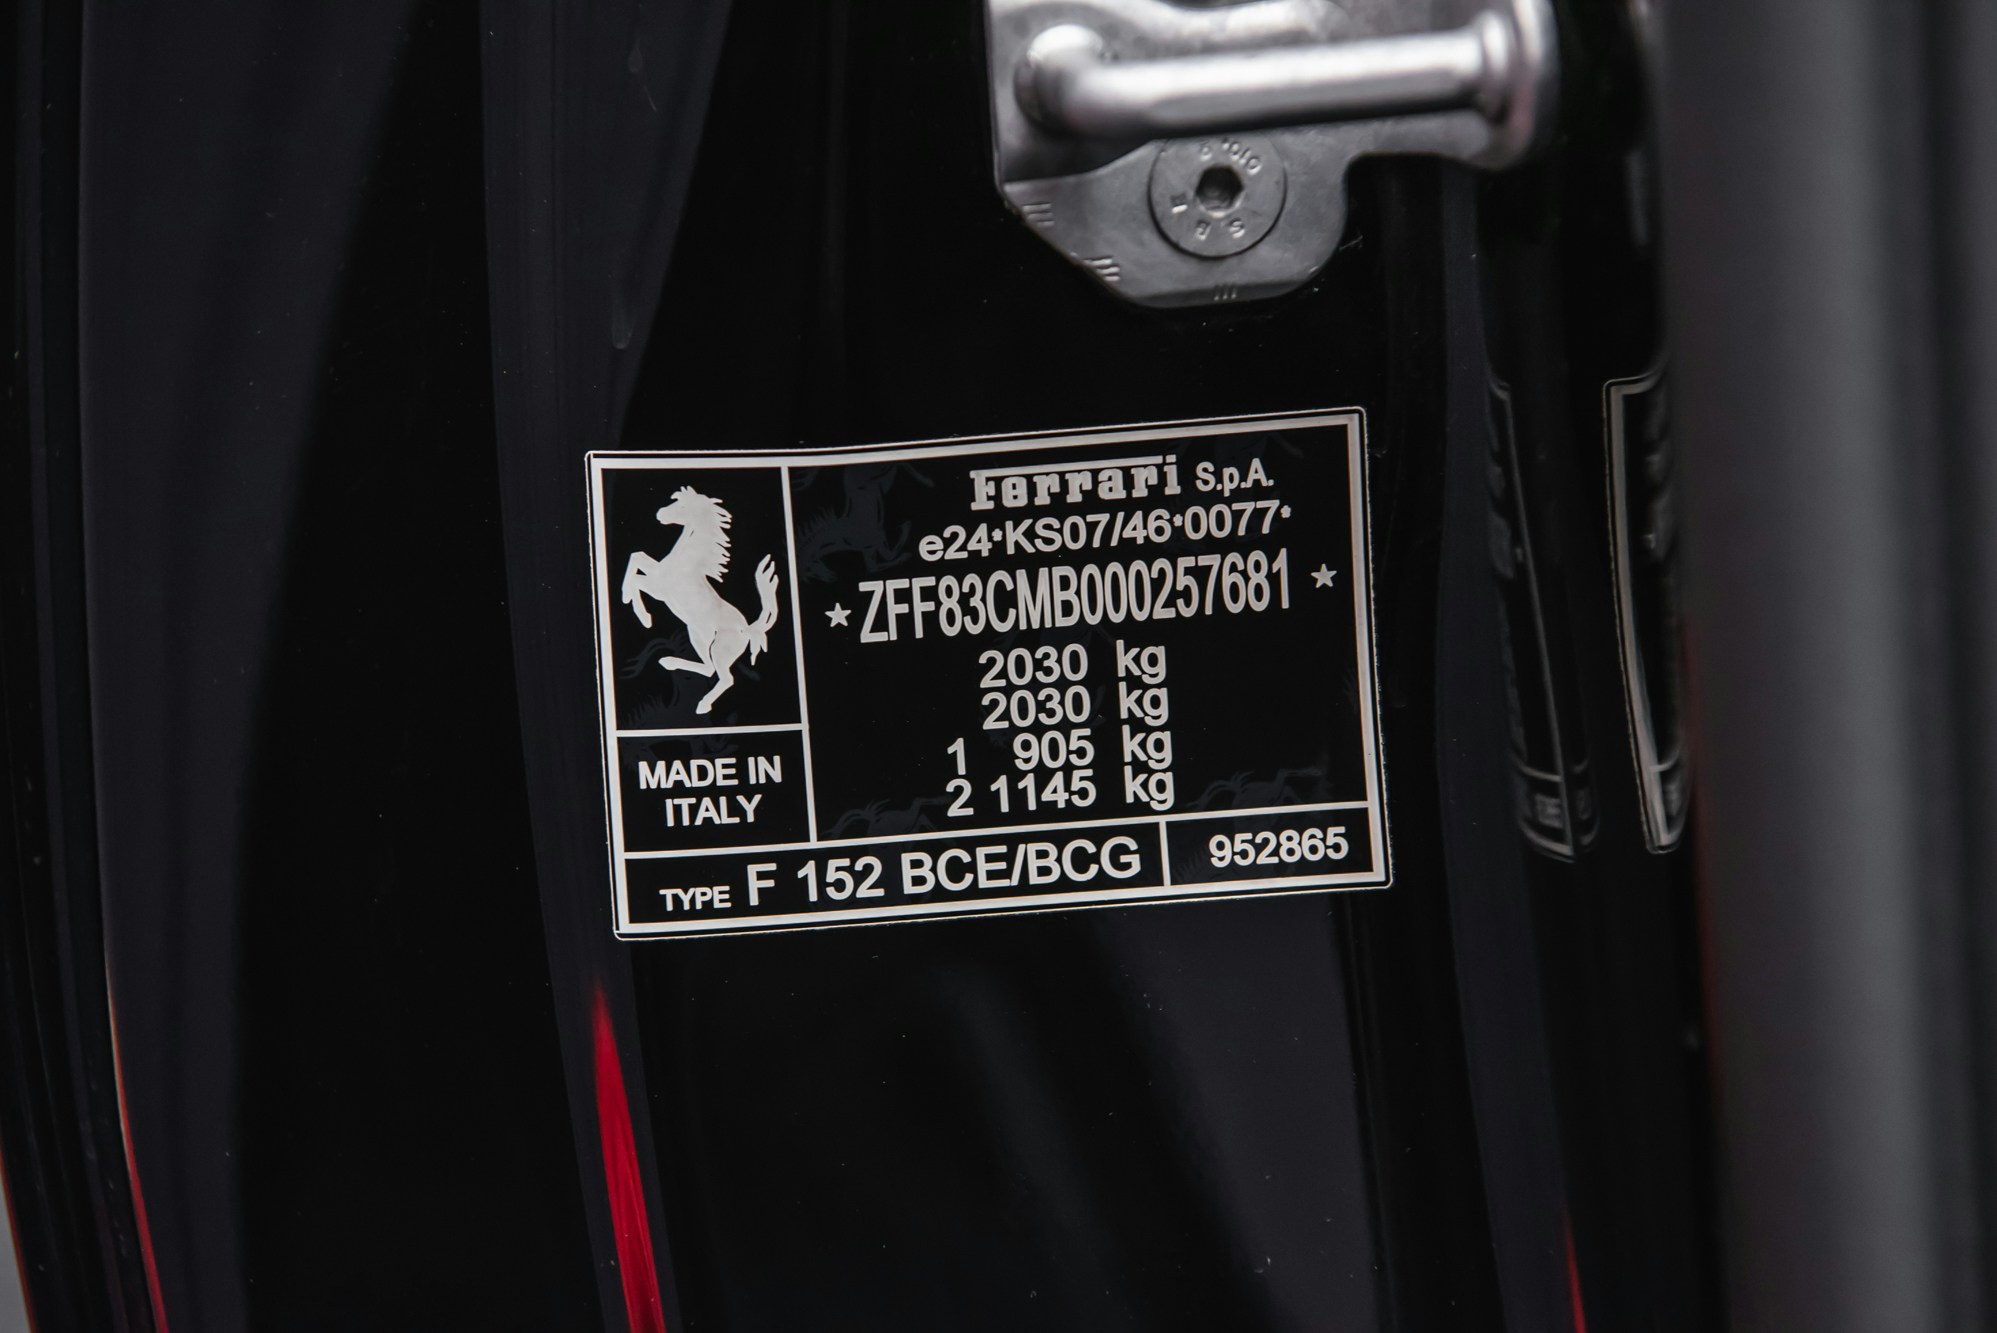 Ferrari S.p.A.
e24*KS07/46*0077*
★ ZFF83CMB000257681 ★
2030 kg
2030 kg
1 905 kg
2 1145 kg
MADE IN
ITALY
TYPE F 152 BCE/BCG
952865